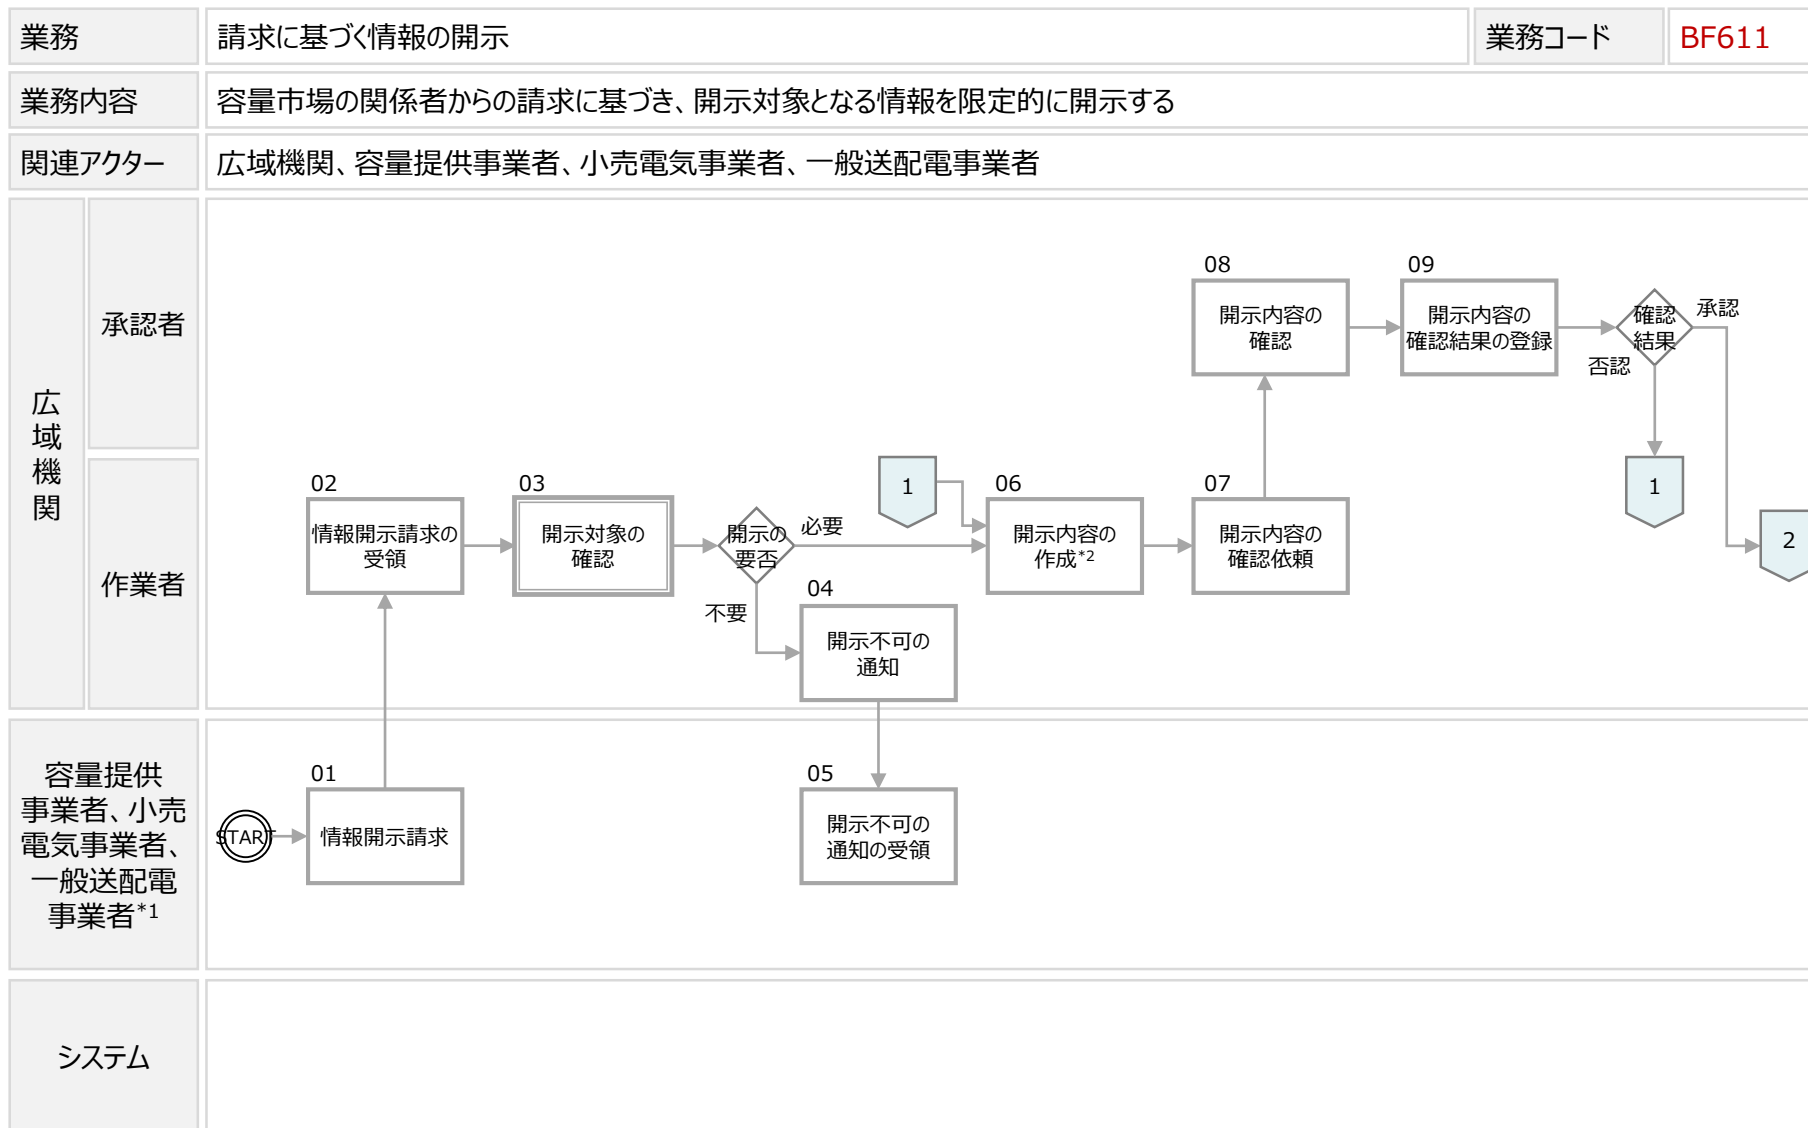 業務
請求に基づく情報の開示
業務コード
BF611
業務内容
容量市場の関係者からの請求に基づき、開示対象となる情報を限定的に開示する
関連アクター
広域機関、容量提供事業者、小売電気事業者、一般送配電事業者
広
域
機
関
承認者
08
開示内容の
確認
09
開示内容の
確認結果の登録
確認
結果
承認
否認
作業者
02
情報開示請求の
受領
03
開示対象の
確認
開示の
要否
必要
不要
04
開示不可の
通知
1
06
開示内容の
作成*2
07
開示内容の
確認依頼
1
2
容量提供
事業者、小売
電気事業者、
一般送配電
事業者*1
START
01
情報開示請求
05
開示不可の
通知の受領
システム